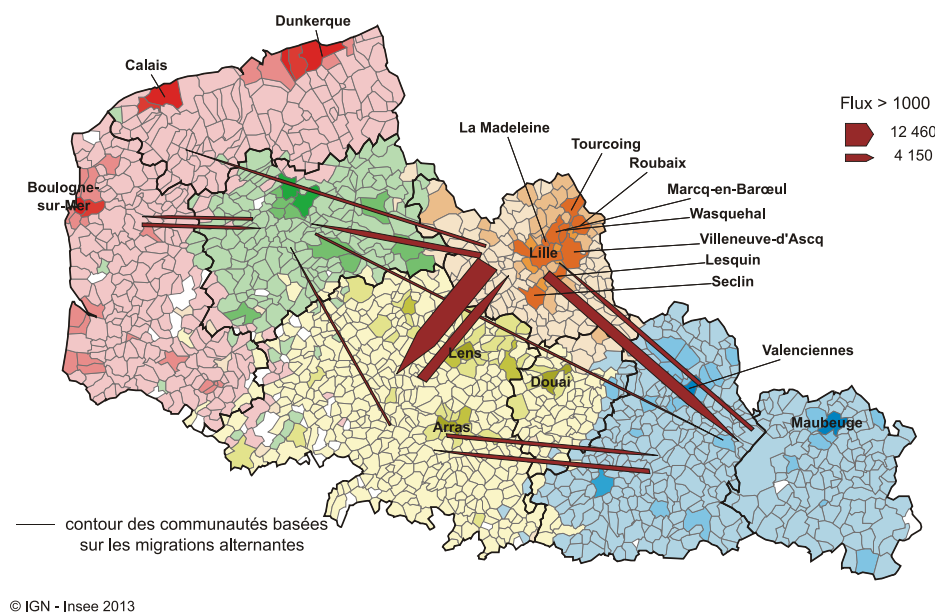 Dunkerque
Calais
Flux > 1000
12 460
4 150
La Madeleine
Tourcoing
Roubaix
Marcq-en-Barœul
Wasquehal
Boulogne-
sur-Mer
Villeneuve-d'Ascq
Lille
Lesquin
Seclin
Valenciennes
Lens
Douai
Maubeuge
Arras
contour des communautés basées
sur les migrations alternantes
© IGN - Insee 2013